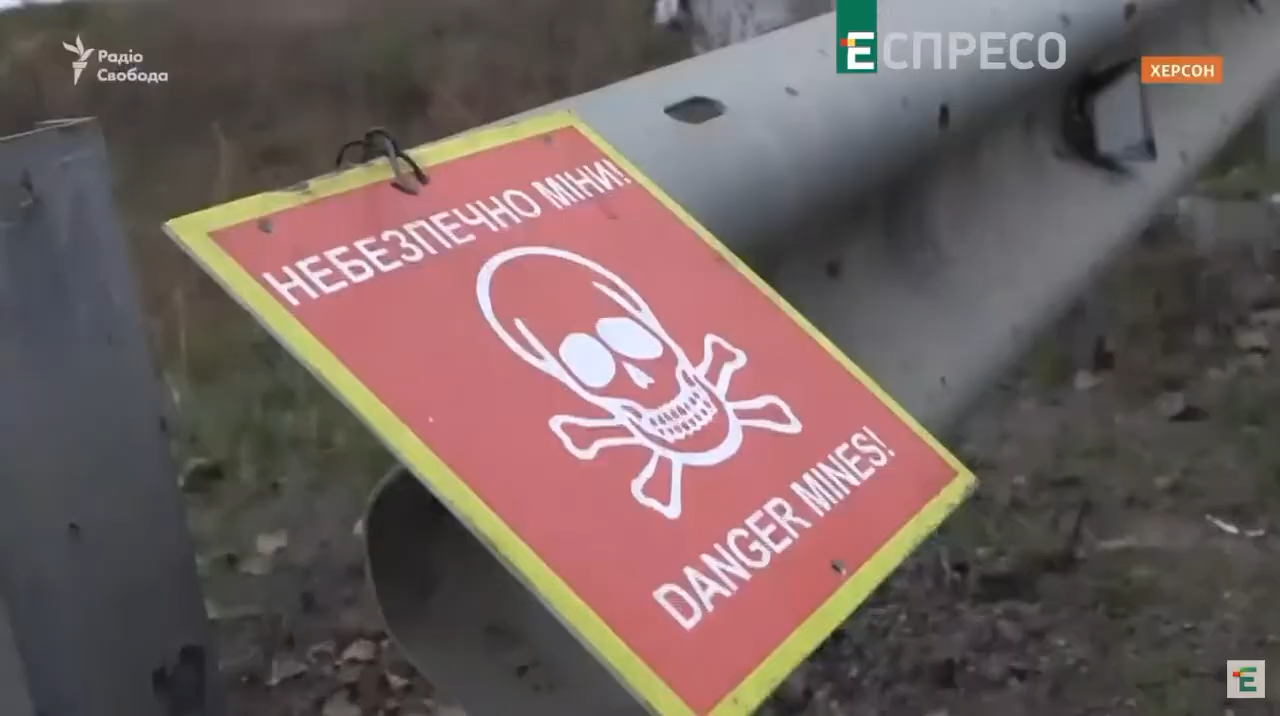 Радіо
Свобода
ЕСПРЕСО
ХЕРСОН
НЕБЕЗПЕЧНО МІНИ!
DANGER MINES!
Е